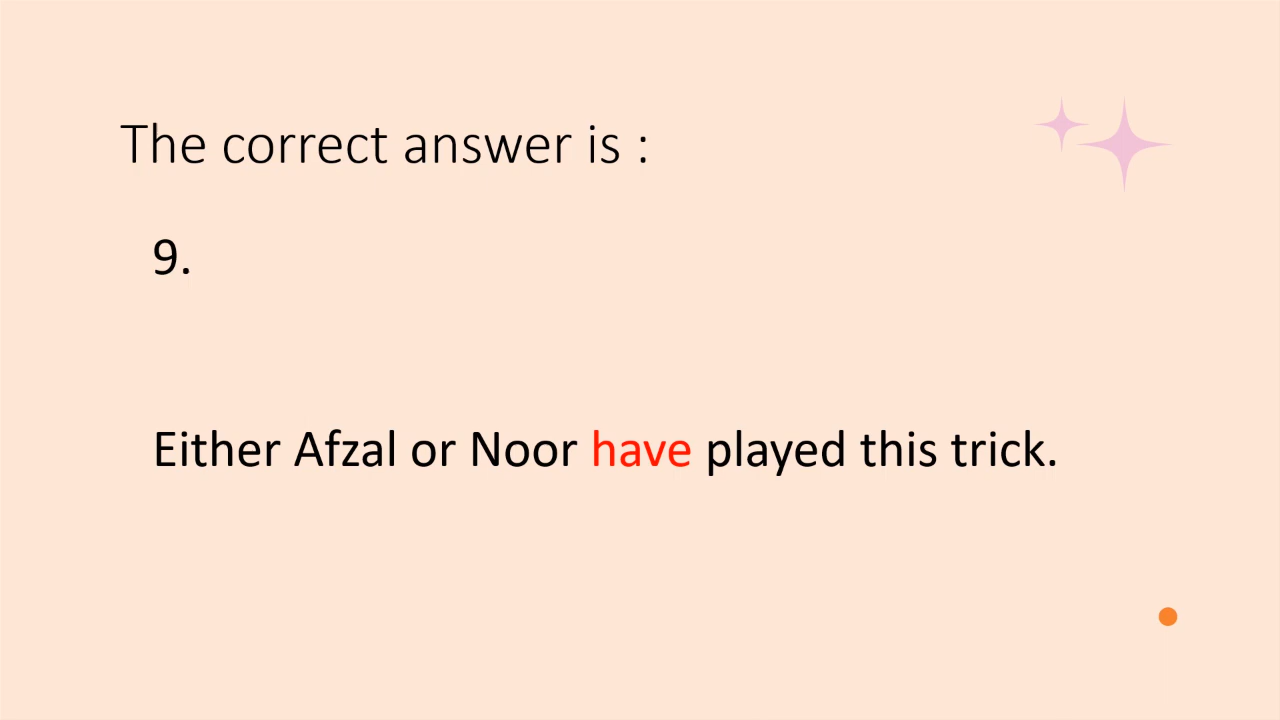 The correct answer is :
9.
Either Afzal or Noor have played this trick.